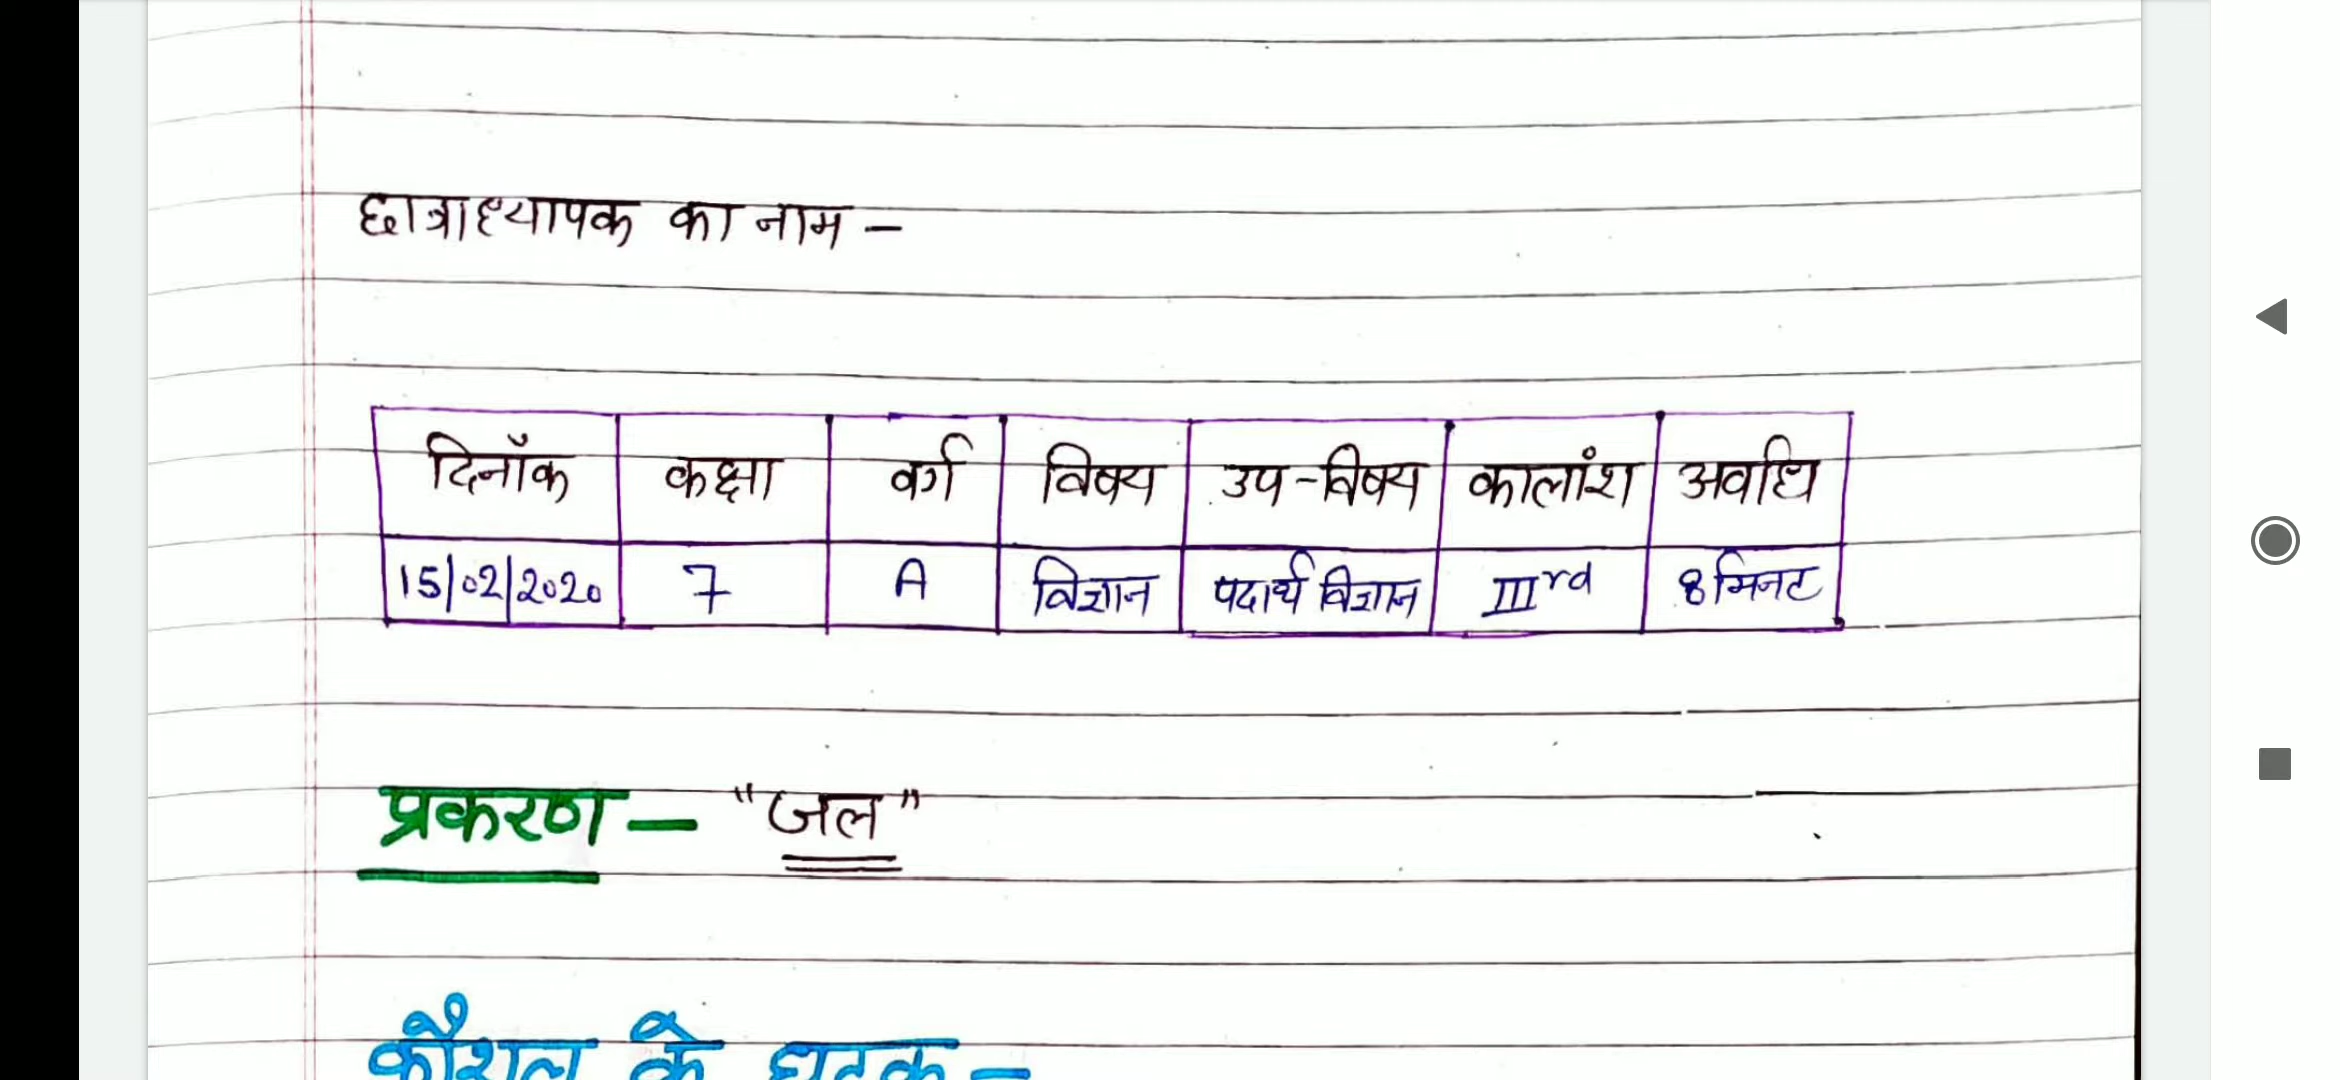 छात्राध्यापक का नाम –
दिनॉक कक्षा वर्ग विषय उप-विषय कालांश अवधि
15/02/2020 7 A विज्ञान पदार्थ विज्ञान IIIrd 8 मिनट
प्रकरण — "जल"
कौशल के घटक —